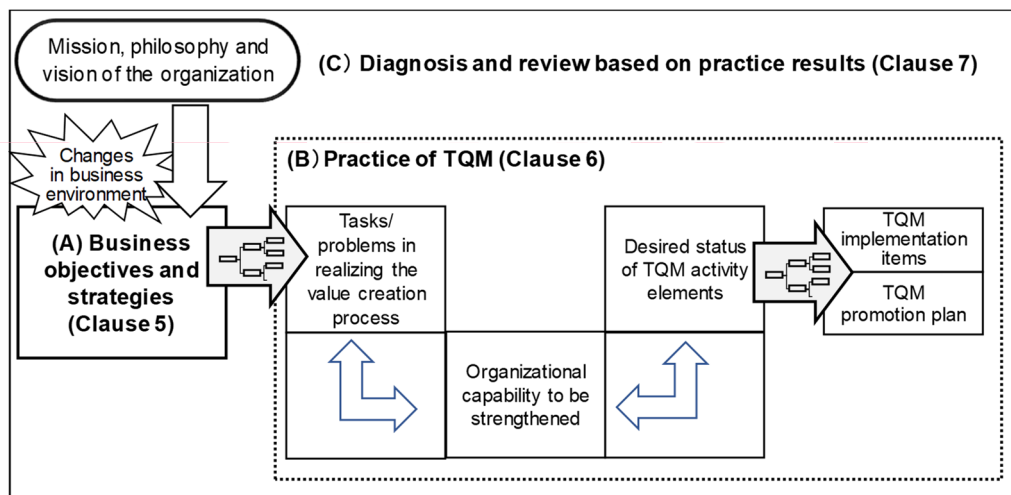 Mission, philosophy and
vision of the organization
(C) Diagnosis and review based on practice results (Clause 7)
Changes
in business
environment
(B) Practice of TQM (Clause 6)
(A) Business
objectives and
strategies
(Clause 5)
Tasks/
problems in
realizing the
value creation
process
Desired status
of TQM activity
elements
TQM
implementation
items
TQM
promotion plan
Organizational
capability to be
strengthened